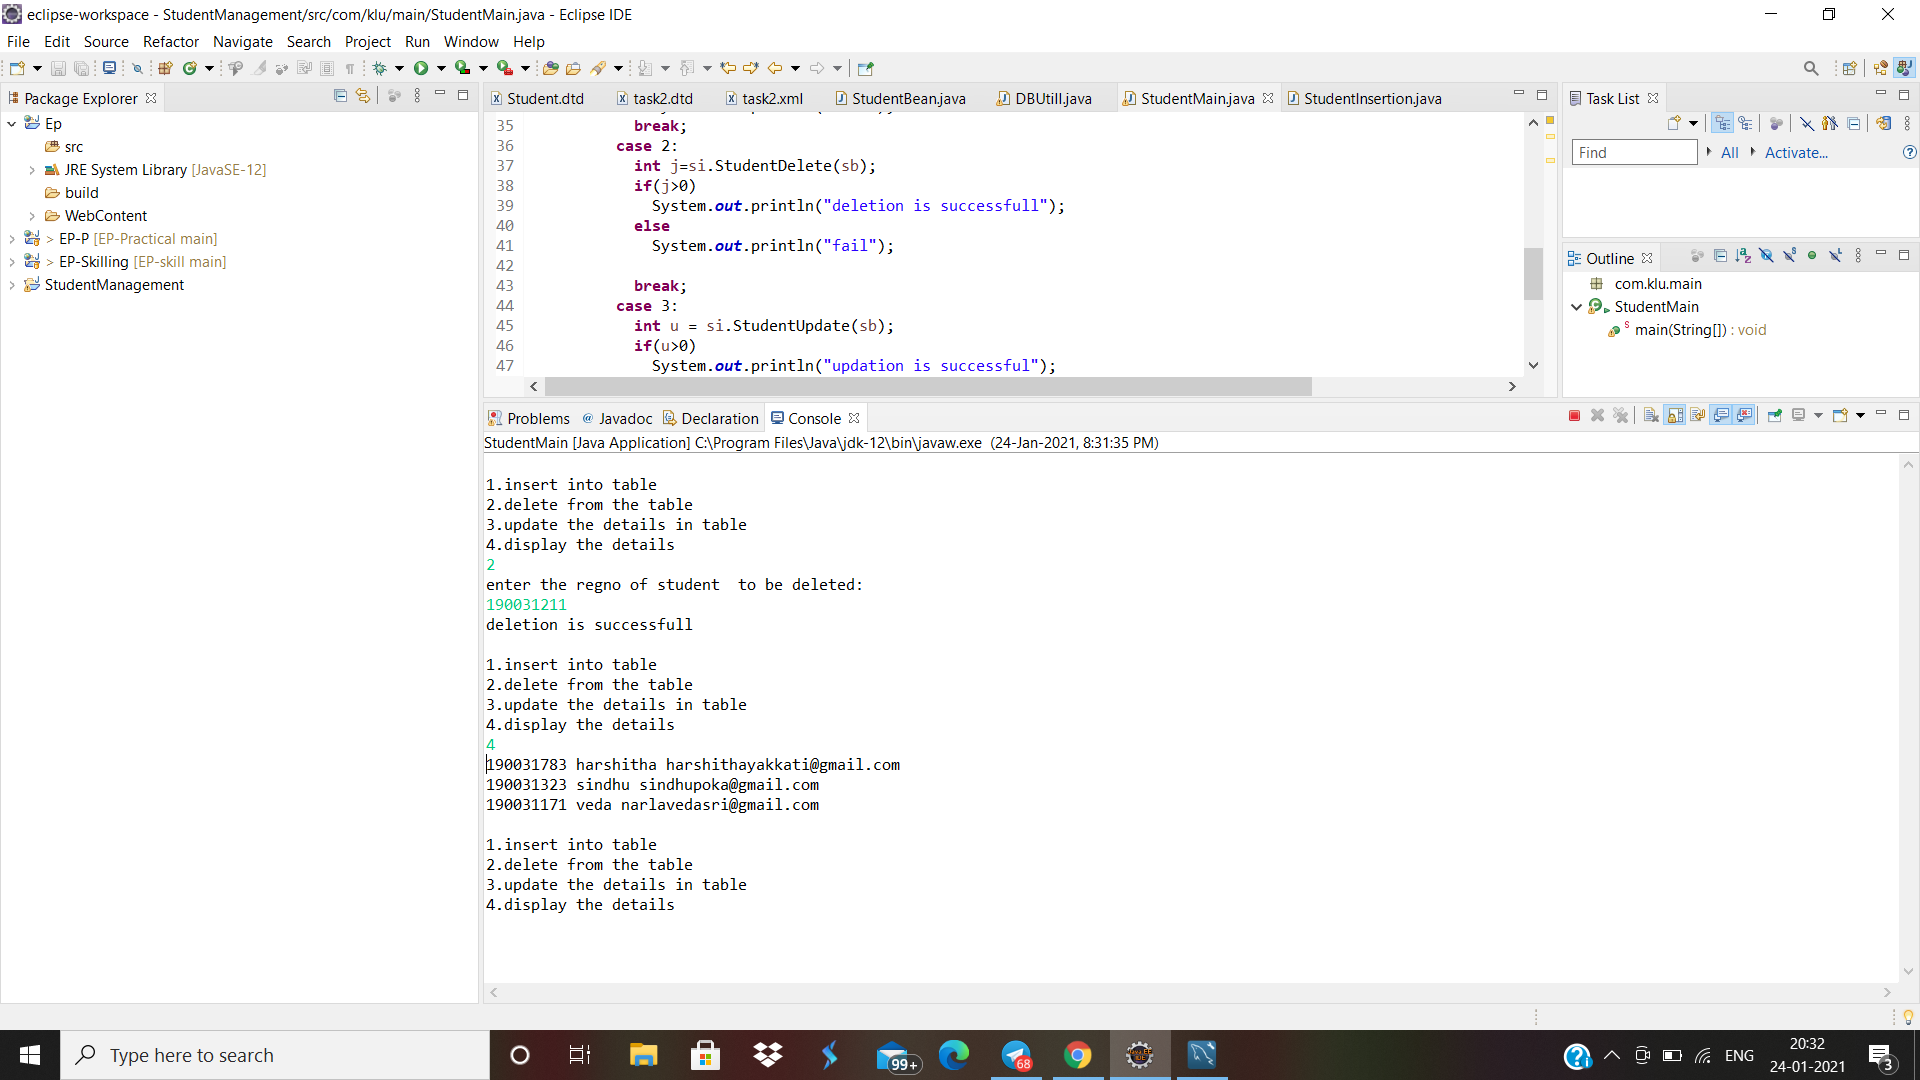 eclipse-workspace - StudentManagement/src/com/klu/main/StudentMain.java - Eclipse IDE
File Edit Source Refactor Navigate Search Project Run Window Help
Package Explorer
Ep
src
JRE System Library [JavaSE-12]
build
WebContent
> EP-P [EP-Practical main]
> EP-Skilling [EP-skill main]
StudentManagement
Student.dtd task2.dtd task2.xml StudentBean.java DBUtill.java StudentMain.java StudentInsertion.java
35 break;
36 case 2:
37 int j=si.StudentDelete(sb);
38 if(j>0)
39 System.out.println("deletion is successfull");
40 else
41 System.out.println("fail");
42
43 break;
44 case 3:
45 int u = si.StudentUpdate(sb);
46 if(u>0)
47 System.out.println("updation is successful");
Task List
Find All Activate...
Outline
com.klu.main
StudentMain
main(String[]) : void
Problems @ Javadoc Declaration Console
StudentMain [Java Application] C:\Program Files\Java\jdk-12\bin\javaw.exe (24-Jan-2021, 8:31:35 PM)
1.insert into table
2.delete from the table
3.update the details in table
4.display the details
2
enter the regno of student  to be deleted:
190031211
deletion is successfull
1.insert into table
2.delete from the table
3.update the details in table
4.display the details
4
190031783 harshitha harshithayakkati@gmail.com
190031323 sindhu sindhupoka@gmail.com
190031171 veda narlavedasri@gmail.com
1.insert into table
2.delete from the table
3.update the details in table
4.display the details
Type here to search
99+
68
ENG
20:32
24-01-2021
3